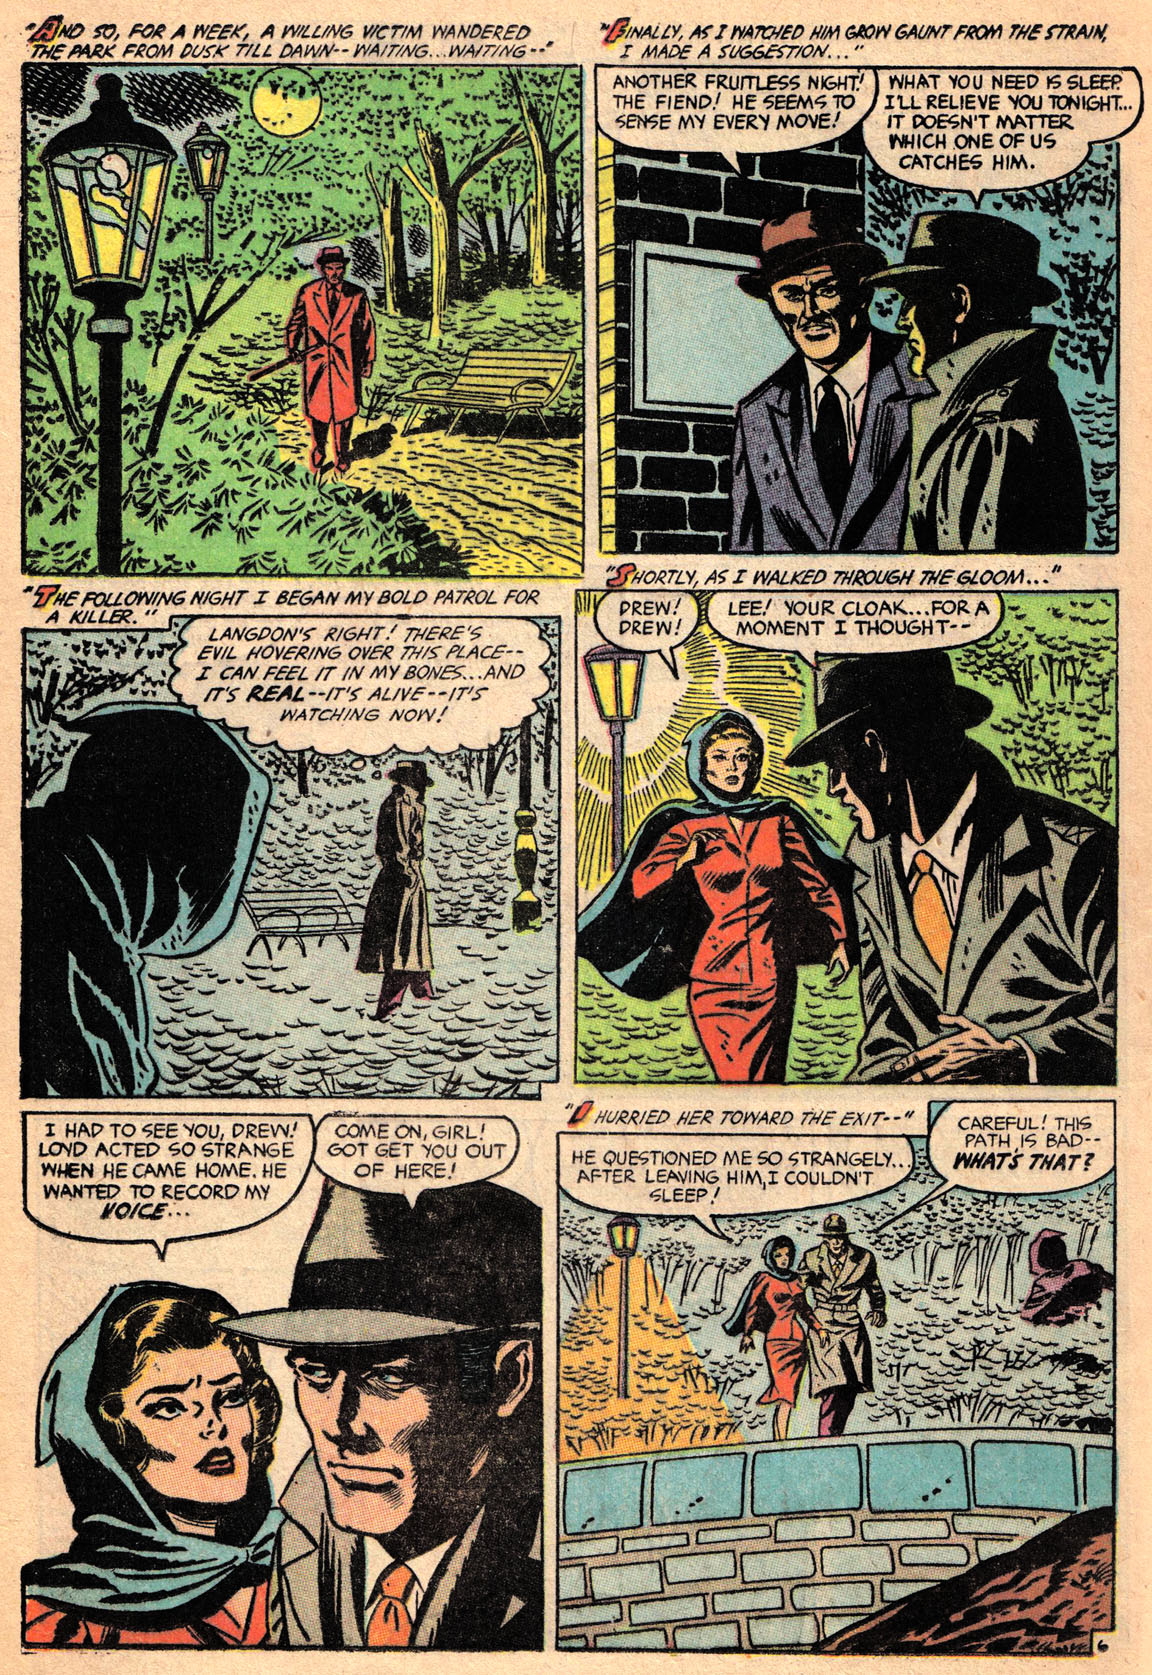 "AND SO, FOR A WEEK, A WILLING VICTIM WANDERED
THE PARK FROM DUSK TILL DAWN-- WAITING...WAITING--"
"FINALLY, AS I WATCHED HIM GROW GAUNT FROM THE STRAIN,
I MADE A SUGGESTION..."
ANOTHER FRUITLESS NIGHT!
THE FIEND! HE SEEMS TO
SENSE MY EVERY MOVE!
WHAT YOU NEED IS SLEEP.
I'LL RELIEVE YOU TONIGHT...
IT DOESN'T MATTER
WHICH ONE OF US
CATCHES HIM.
"THE FOLLOWING NIGHT I BEGAN MY BOLD PATROL FOR
A KILLER."
LANGDON'S RIGHT! THERE'S
EVIL HOVERING OVER THIS PLACE--
I CAN FEEL IT IN MY BONES...AND
IT'S REAL--IT'S ALIVE--IT'S
WATCHING NOW!
"SHORTLY, AS I WALKED THROUGH THE GLOOM..."
DREW!
DREW!
LEE! YOUR CLOAK...FOR A
MOMENT I THOUGHT--
I HAD TO SEE YOU, DREW!
LOYD ACTED SO STRANGE
WHEN HE CAME HOME. HE
WANTED TO RECORD MY
VOICE...
COME ON, GIRL!
GOT GET YOU OUT
OF HERE!
"I HURRIED HER TOWARD THE EXIT--"
HE QUESTIONED ME SO STRANGELY...
AFTER LEAVING HIM, I COULDN'T
SLEEP!
CAREFUL! THIS
PATH IS BAD--
WHAT'S THAT?
6